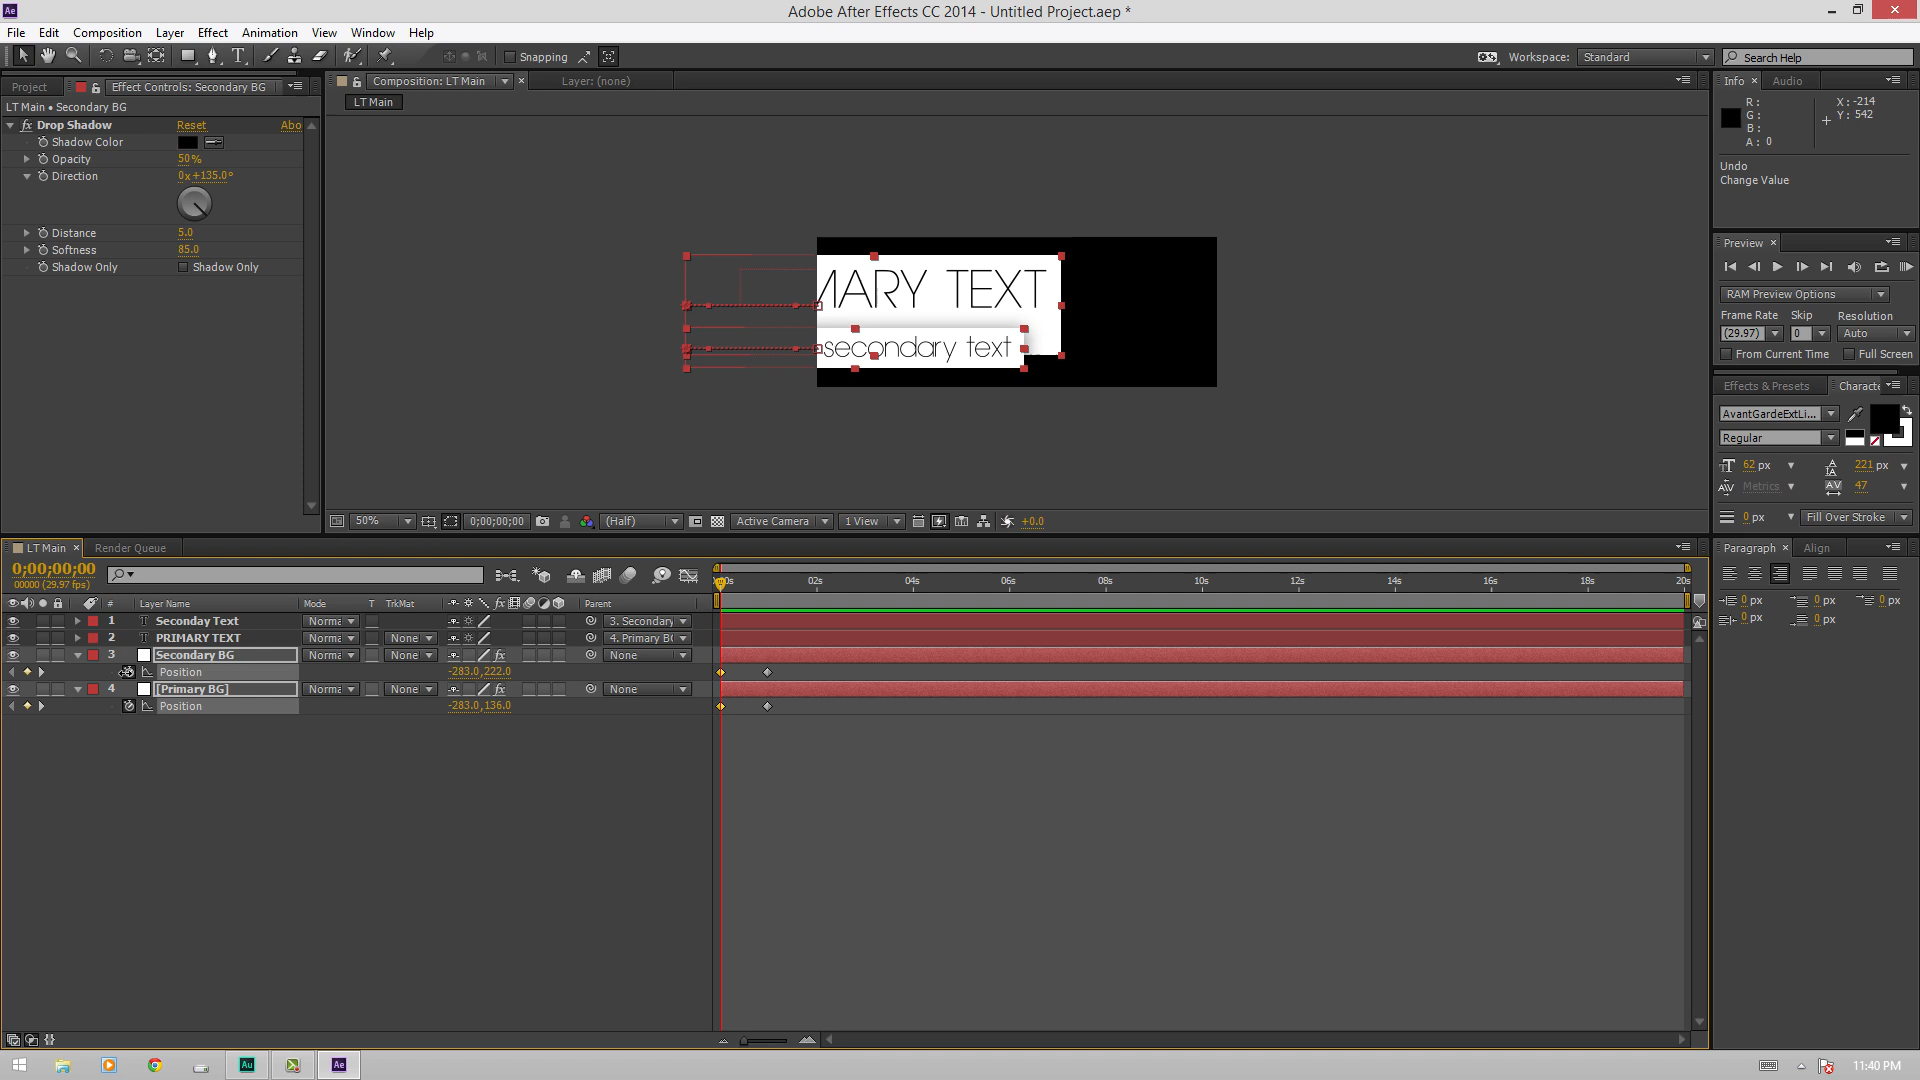 Adobe After Effects CC 2014 - Untitled Project.aep *
File Edit Composition Layer Effect Animation View Window Help
Snapping
Workspace: Standard
Search Help
Project
Effect Controls: Secondary BG
LT Main • Secondary BG
fx Drop Shadow Reset Abo
Shadow Color
Opacity 50%
Direction 0x+135.0°
Distance 5.0
Softness 85.0
Shadow Only Shadow Only
Composition: LT Main
Layer: (none)
LT Main
MARY TEXT
secondary text
50% 0;00;00;00 (Half) Active Camera 1 View +0.0
Info Audio
R: X: -214
G: Y: 542
B:
A: 0
Undo
Change Value
Preview
RAM Preview Options
Frame Rate Skip Resolution
(29.97) 0 Auto
From Current Time Full Screen
Effects & Presets Characte
AvantGardeExtLi...
Regular
62 px 221 px
Metrics 47
0 px Fill Over Stroke
Paragraph Align
0 px 0 px 0 px
0 px 0 px
LT Main Render Queue
0;00;00;00
00000 (29.97 fps)
# Layer Name Mode T TrkMat Parent
02s 04s 06s 08s 10s 12s 14s 16s 18s 20s
1 T Seconday Text Norma 3. Secondary
2 T PRIMARY TEXT Norma None 4. Primary B
3 Secondary BG Norma None fx None
Position -283.0,222.0
4 [Primary BG] Norma None fx None
Position -283.0,136.0
Au Ae
11:40 PM